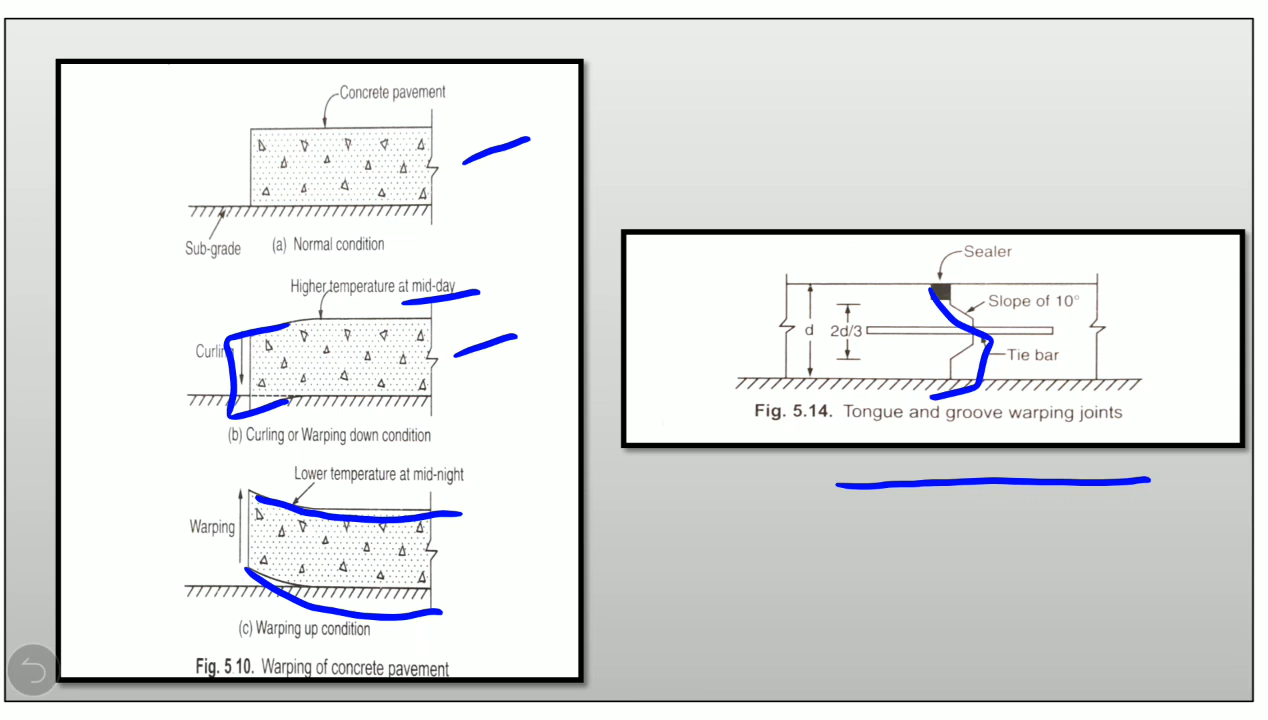 Concrete pavement
Sub-grade
(a) Normal condition
Higher temperature at mid-day
Curling
(b) Curling or Warping down condition
Lower temperature at mid-night
Warping
(c) Warping up condition
Fig. 5.10. Warping of concrete pavement
Sealer
Slope of 10°
d
2d/3
Tie bar
Fig. 5.14. Tongue and groove warping joints